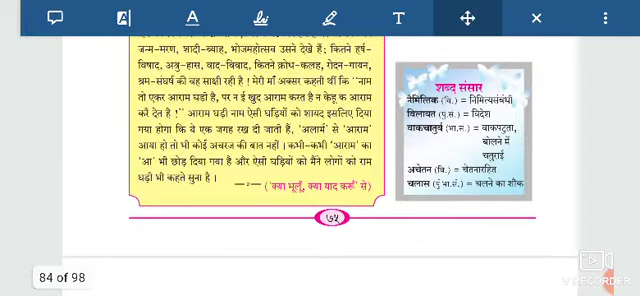 जन्म-मरण, शादी-ब्याह, भोजमहोत्सव उसने देखे हैं; कितने हर्ष-
विषाद, अश्रु-हास, वाद-विवाद, कितने क्रोध-कलह, रोदन-गायन,
श्रम-संघर्ष की वह साक्षी रही है ! मेरी माँ अक्सर कहती थीं कि "नाम
तो एकर आराम घड़ी है, पर न ई खुद आराम करत है न केहू क आराम
करै देत है !" आराम घड़ी नाम ऐसी घड़ियों को शायद इसलिए दिया
गया होगा कि ये एक जगह रख दी जाती हैं, 'अलार्म' से 'आराम'
आया हो तो भी कोई अचरज की बात नहीं । कभी-कभी 'आराम' का
'आ' भी छोड़ दिया गया है और ऐसी घड़ियों को मैंने लोगों को राम
घड़ी भी कहते सुना है ।
('क्या भूलूँ, क्या याद करूँ' से)
शब्द संसार
नैमित्तिक (वि.) = निमित्तसंबंधी
विलायत (पुं.सं.) = विदेश
वाकचातुर्य (भा.सं.) = वाकपटुता,
बोलने में
चतुराई
अचेतन (वि.) = चेतनारहित
चलास (पुं.भा.सं.) = चलने का शौक
७५
84 of 98
VIDEORECORDER